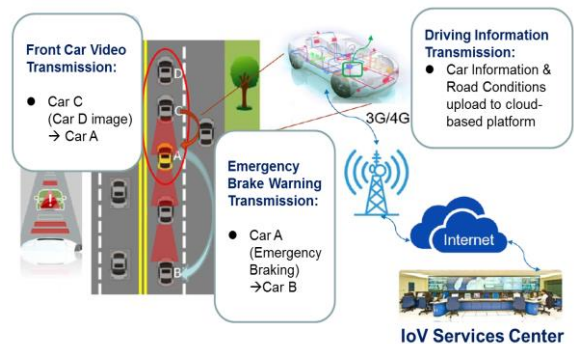 Front Car Video
Transmission:
● Car C
(Car D image)
→ Car A
D
C
A
B
Emergency
Brake Warning
Transmission:
● Car A
(Emergency
Braking)
→Car B
Driving Information
Transmission:
● Car Information &
Road Conditions
upload to cloud-
based platform
3G/4G
Internet
IoV Services Center